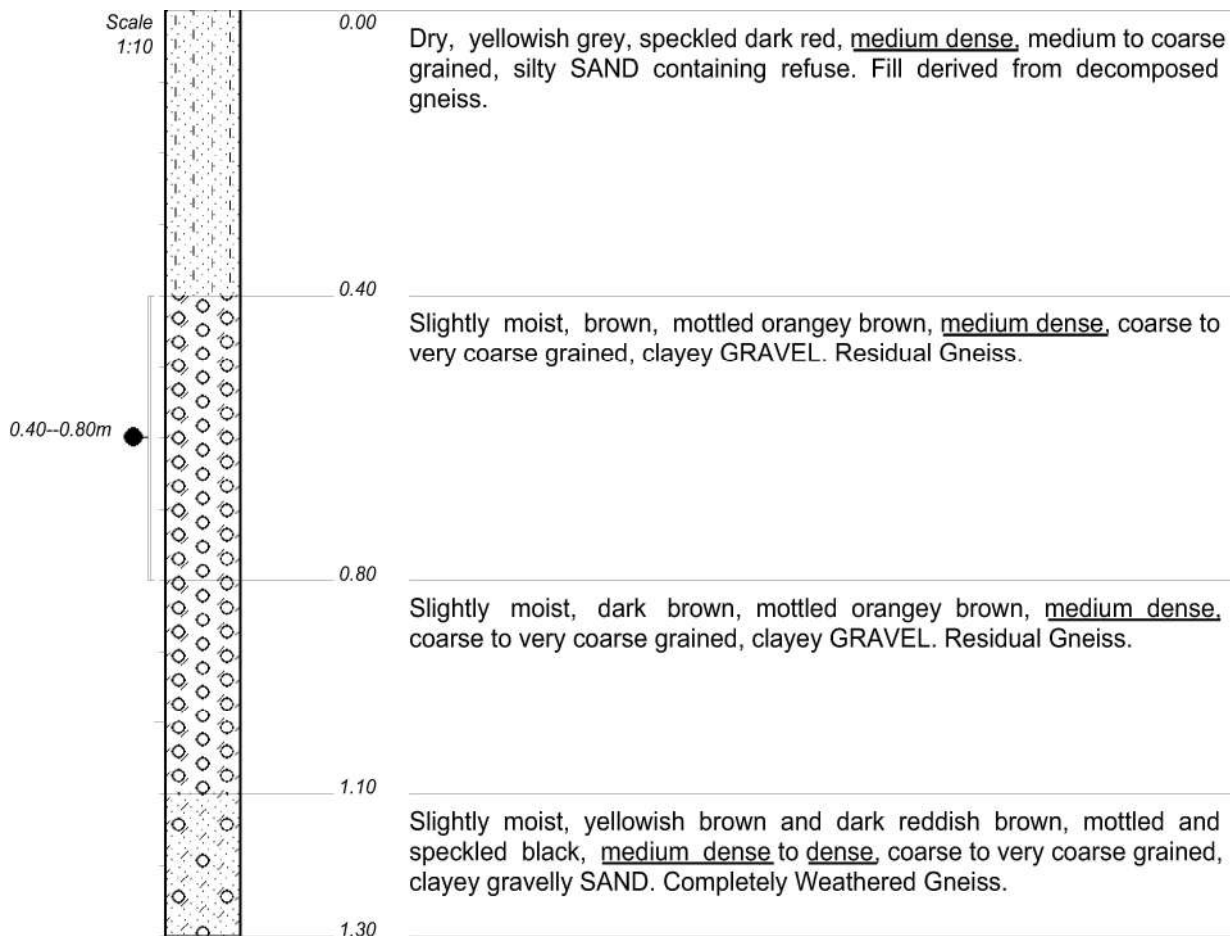 Scale
1:10
0.00
Dry, yellowish grey, speckled dark red, medium dense, medium to coarse
grained, silty SAND containing refuse. Fill derived from decomposed
gneiss.
0.40
Slightly moist, brown, mottled orangey brown, medium dense, coarse to
very coarse grained, clayey GRAVEL. Residual Gneiss.
0.40--0.80m
0.80
Slightly moist, dark brown, mottled orangey brown, medium dense,
coarse to very coarse grained, clayey GRAVEL. Residual Gneiss.
1.10
Slightly moist, yellowish brown and dark reddish brown, mottled and
speckled black, medium dense to dense, coarse to very coarse grained,
clayey gravelly SAND. Completely Weathered Gneiss.
1.30